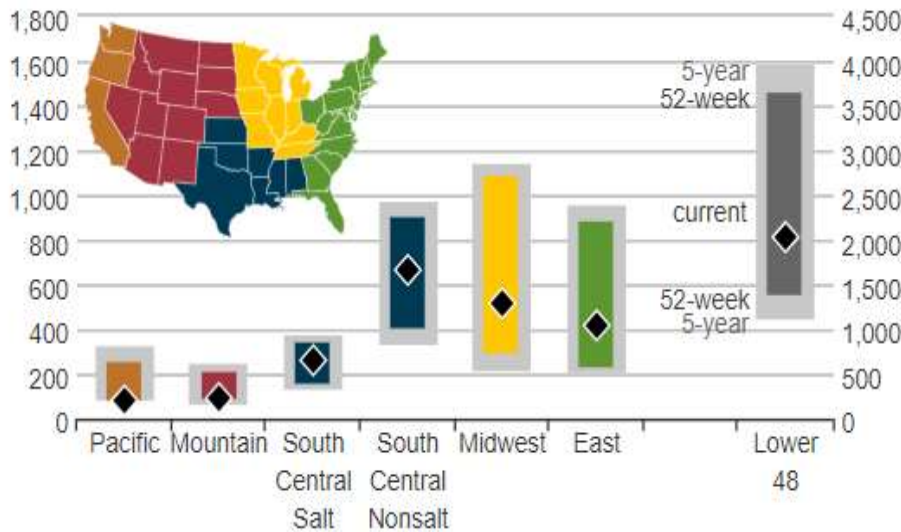 1,800
1,600
1,400
1,200
1,000
800
600
400
200
0
4,500
4,000
3,500
3,000
2,500
2,000
1,500
1,000
500
0
5-year
52-week
current
52-week
5-year
Pacific
Mountain
South
Central
Salt
South
Central
Nonsalt
Midwest
East
Lower
48